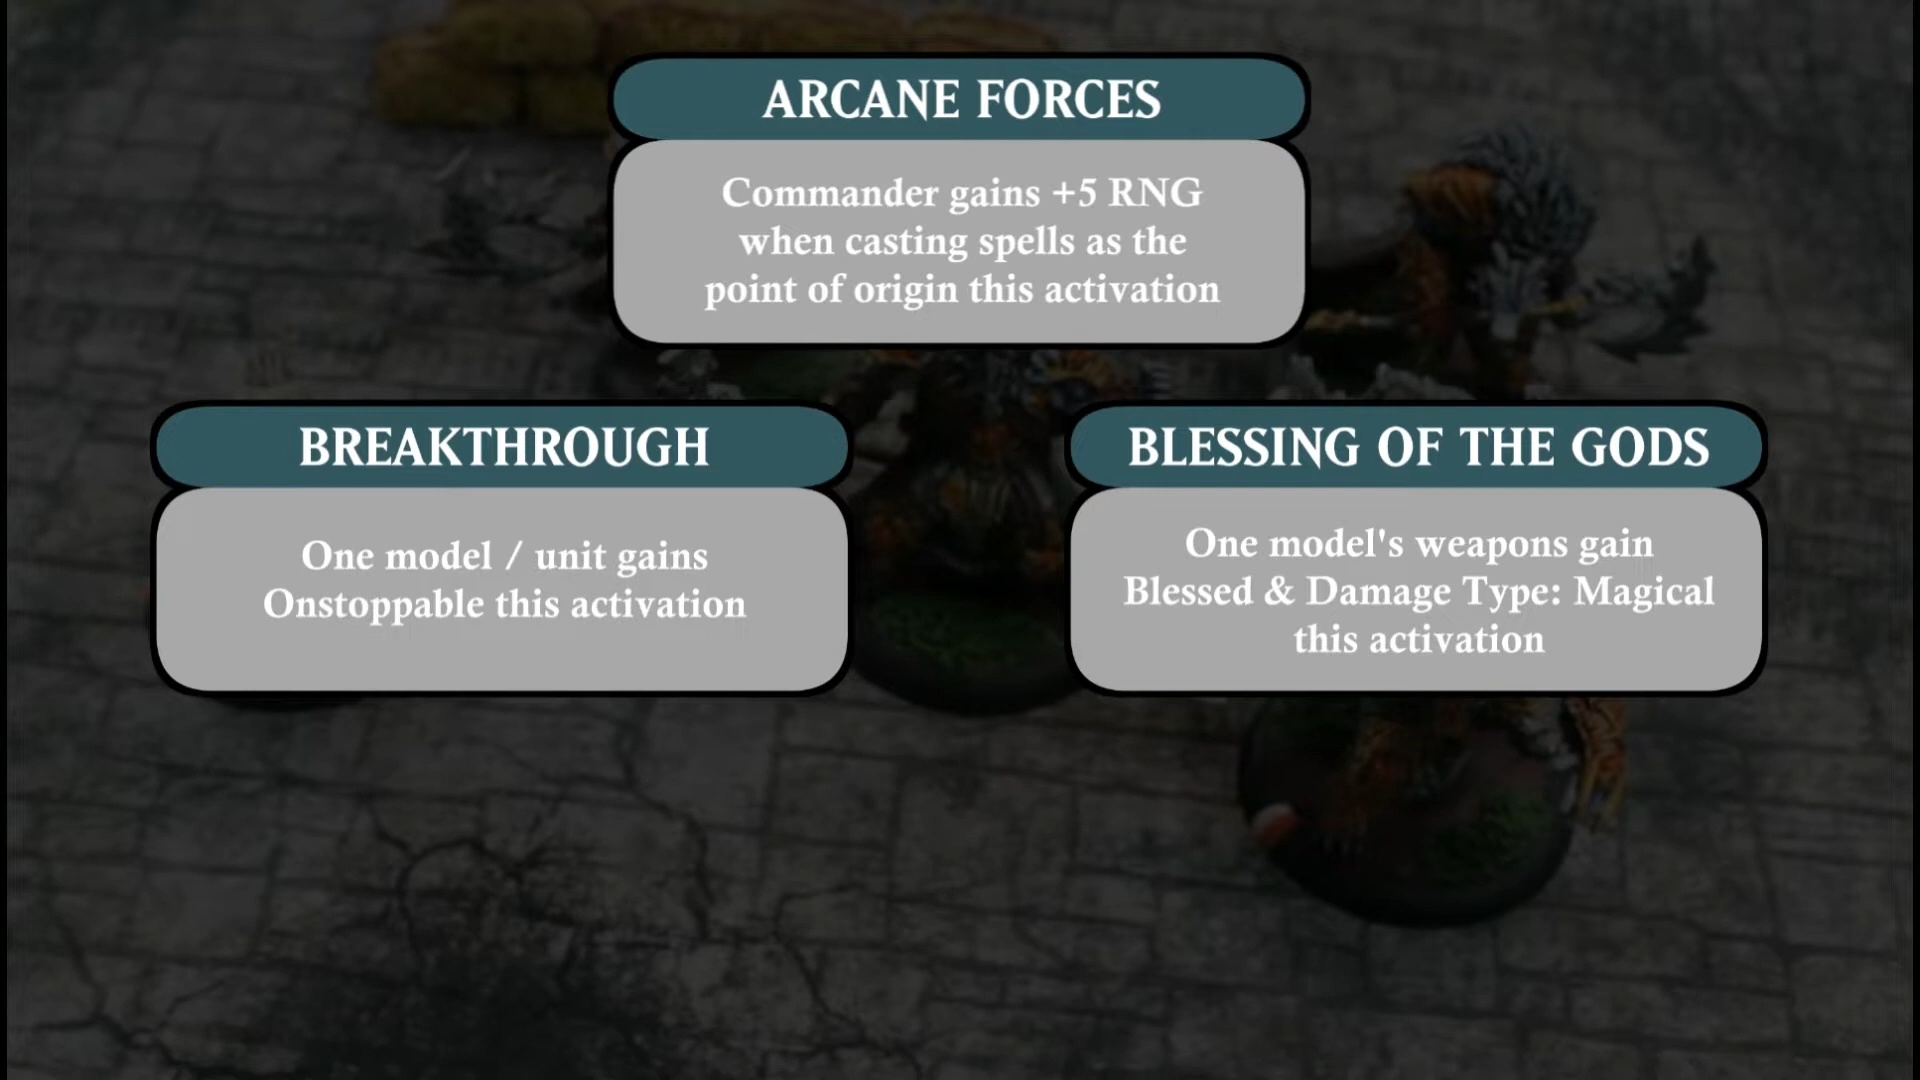 ARCANE FORCES
Commander gains +5 RNG
when casting spells as the
point of origin this activation
BREAKTHROUGH
One model / unit gains
Onstoppable this activation
BLESSING OF THE GODS
One model's weapons gain
Blessed & Damage Type: Magical
this activation